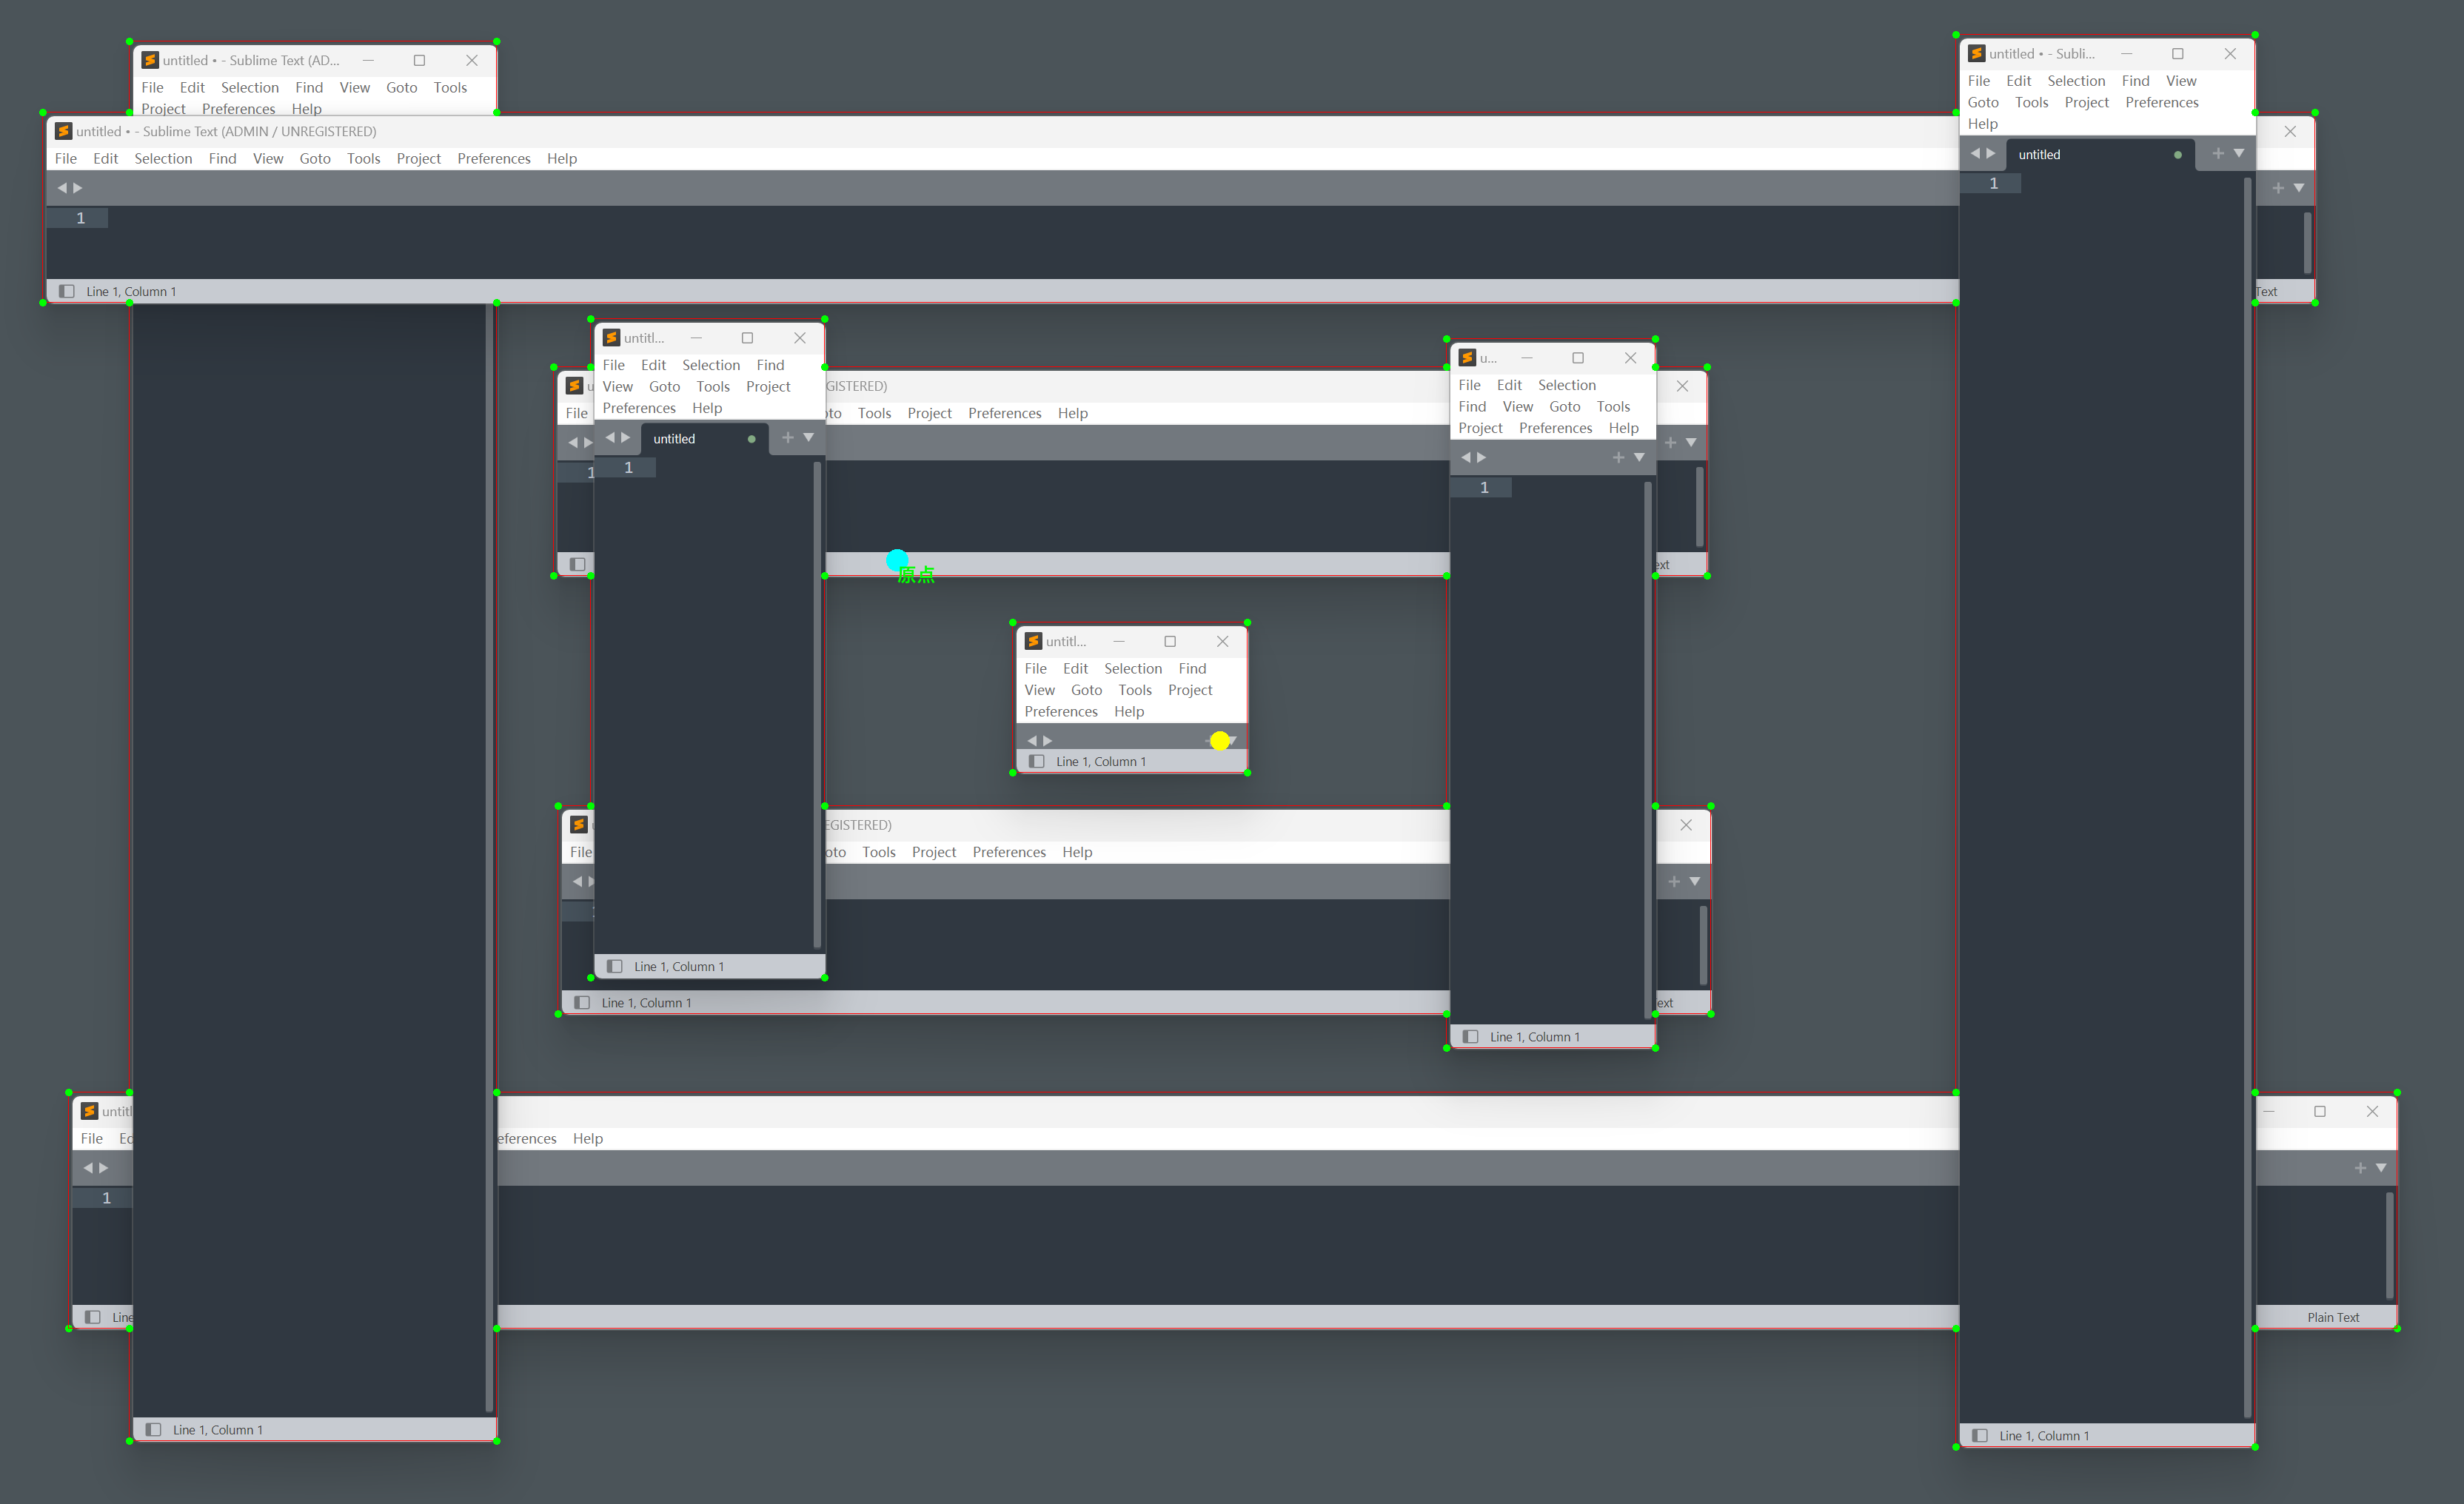 untitled • - Sublime Text (AD...
File Edit Selection Find View Goto Tools
Project Preferences Help
untitled • - Subli...
File Edit Selection Find View
Goto Tools Project Preferences
Help
untitled
1
untitled • - Sublime Text (ADMIN / UNREGISTERED)
File Edit Selection Find View Goto Tools Project Preferences Help
1
Line 1, Column 1
Text
untitl...
File Edit Selection Find
View Goto Tools Project
Preferences Help
untitled
1
u...
File Edit Selection
Find View Goto Tools
Project Preferences Help
1
u
GISTERED)
File
oto Tools Project Preferences Help
1
ext
原点
untitl...
File Edit Selection Find
View Goto Tools Project
Preferences Help
Line 1, Column 1
EGISTERED)
File
oto Tools Project Preferences Help
Line 1, Column 1
Line 1, Column 1
ext
Line 1, Column 1
untitl
File Ed
eferences Help
1
Line
Plain Text
Line 1, Column 1
Line 1, Column 1